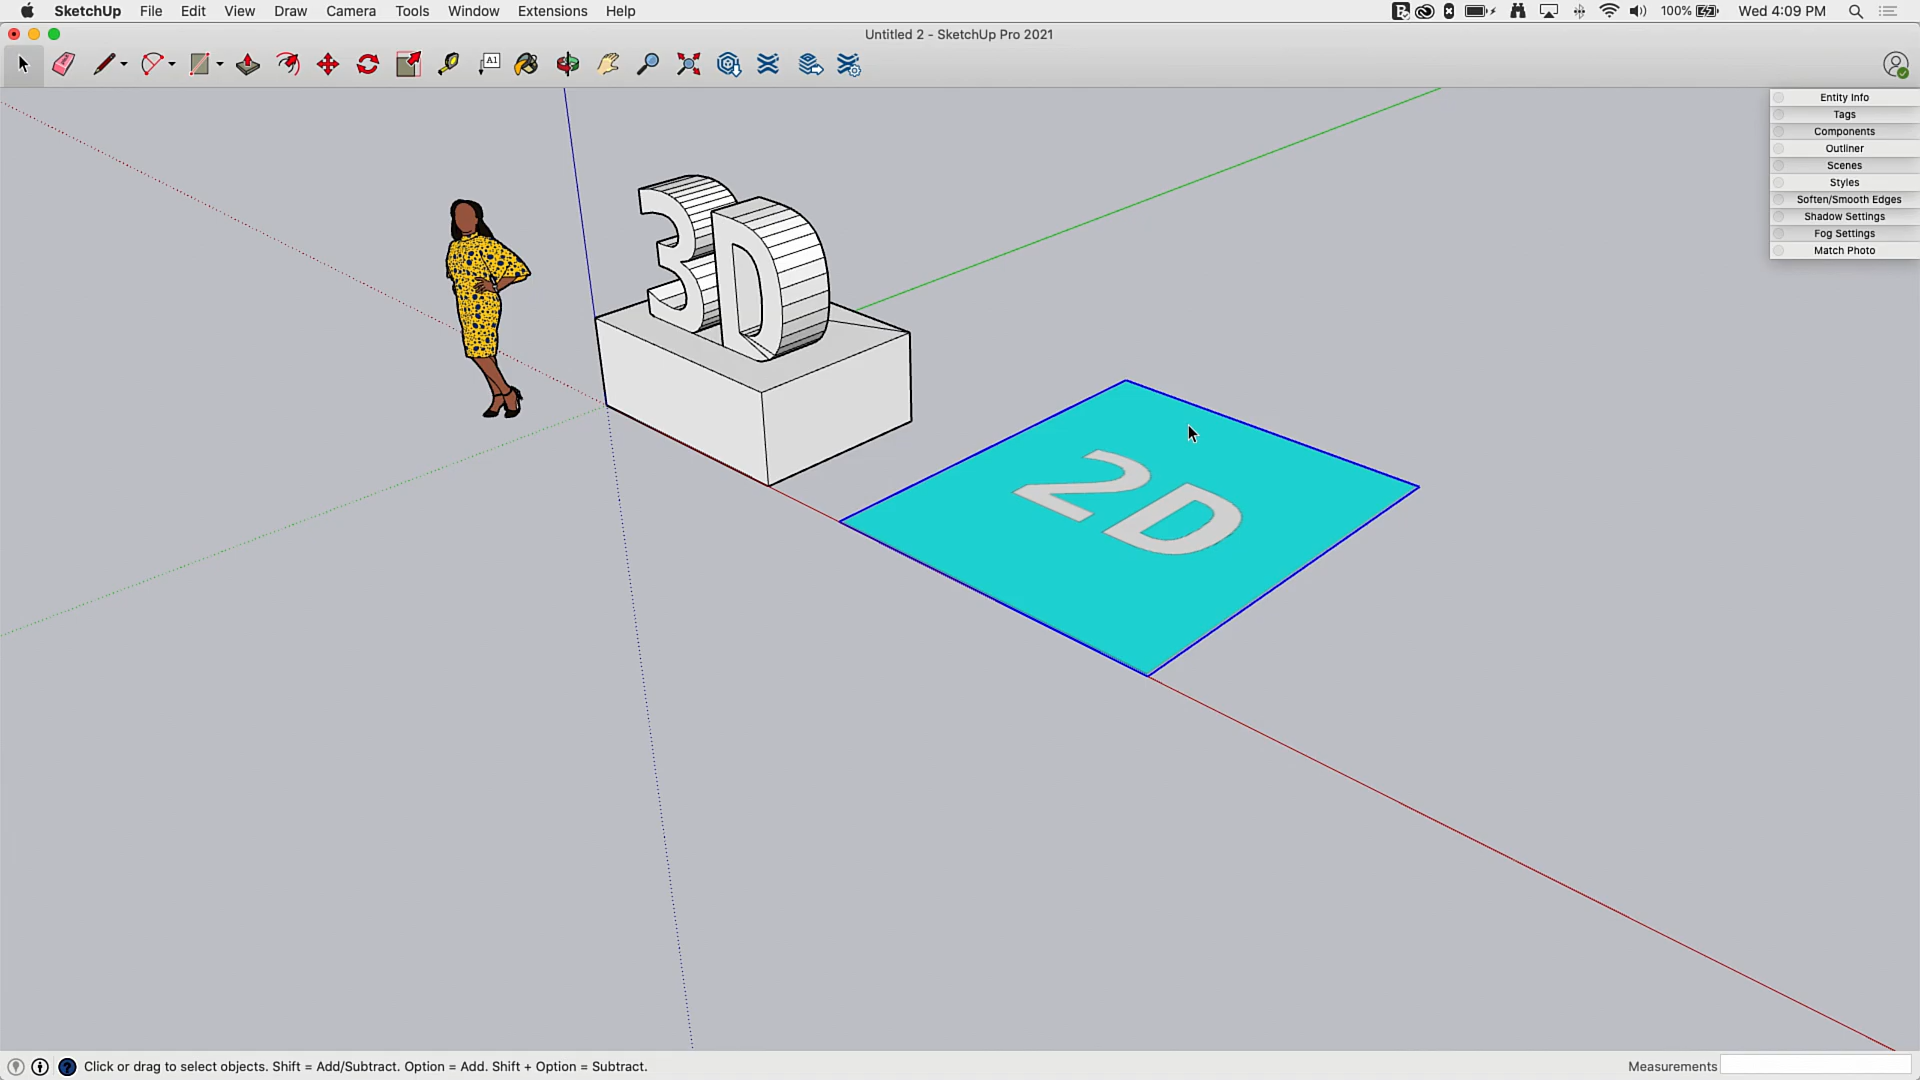 SketchUp File Edit View Draw Camera Tools Window Extensions Help 100% Wed 4:09 PM
Untitled 2 - SketchUp Pro 2021
A1
Entity Info
Tags
Components
Outliner
Scenes
Styles
Soften/Smooth Edges
Shadow Settings
Fog Settings
Match Photo
3D
2D
Click or drag to select objects. Shift = Add/Subtract. Option = Add. Shift + Option = Subtract. Measurements